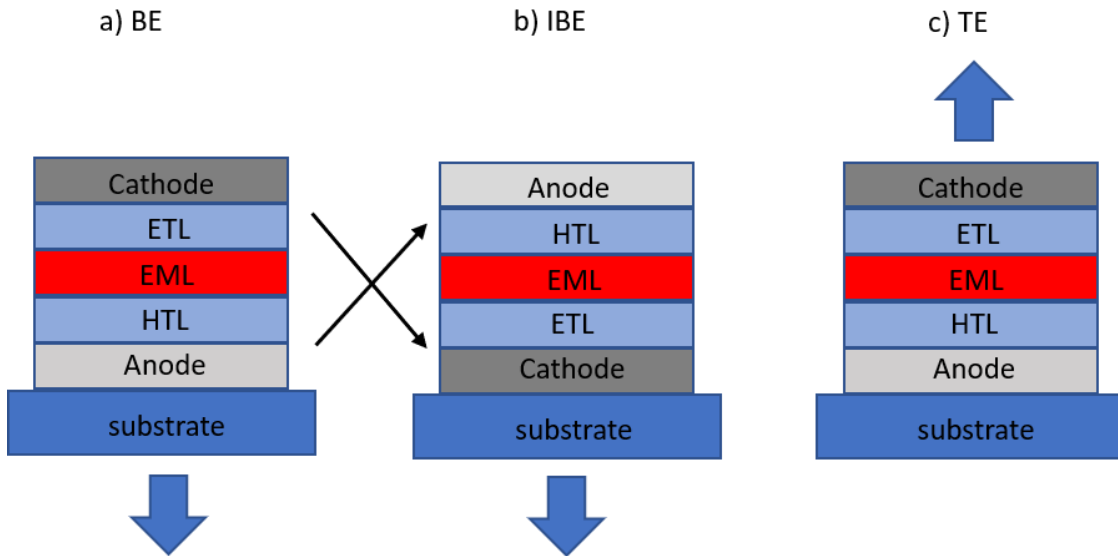 a) BE
b) IBE
c) TE
Cathode
ETL
EML
HTL
Anode
substrate
Anode
HTL
EML
ETL
Cathode
substrate
Cathode
ETL
EML
HTL
Anode
substrate